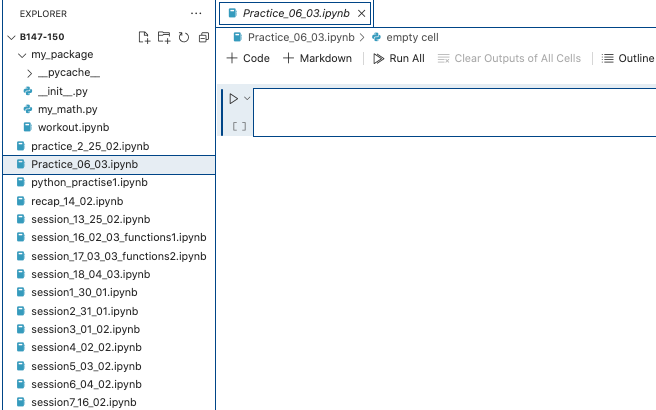 EXPLORER ...
B147-150
my_package
__pycache__
__init__.py
my_math.py
workout.ipynb
practice_2_25_02.ipynb
Practice_06_03.ipynb
python_practise1.ipynb
recap_14_02.ipynb
session_13_25_02.ipynb
session_16_02_03_functions1.ipynb
session_17_03_03_functions2.ipynb
session_18_04_03.ipynb
session1_30_01.ipynb
session2_31_01.ipynb
session3_01_02.ipynb
session4_02_02.ipynb
session5_03_02.ipynb
session6_04_02.ipynb
session7_16_02.ipynb
Practice_06_03.ipynb
Practice_06_03.ipynb > empty cell
+ Code + Markdown Run All Clear Outputs of All Cells Outline
[ ]